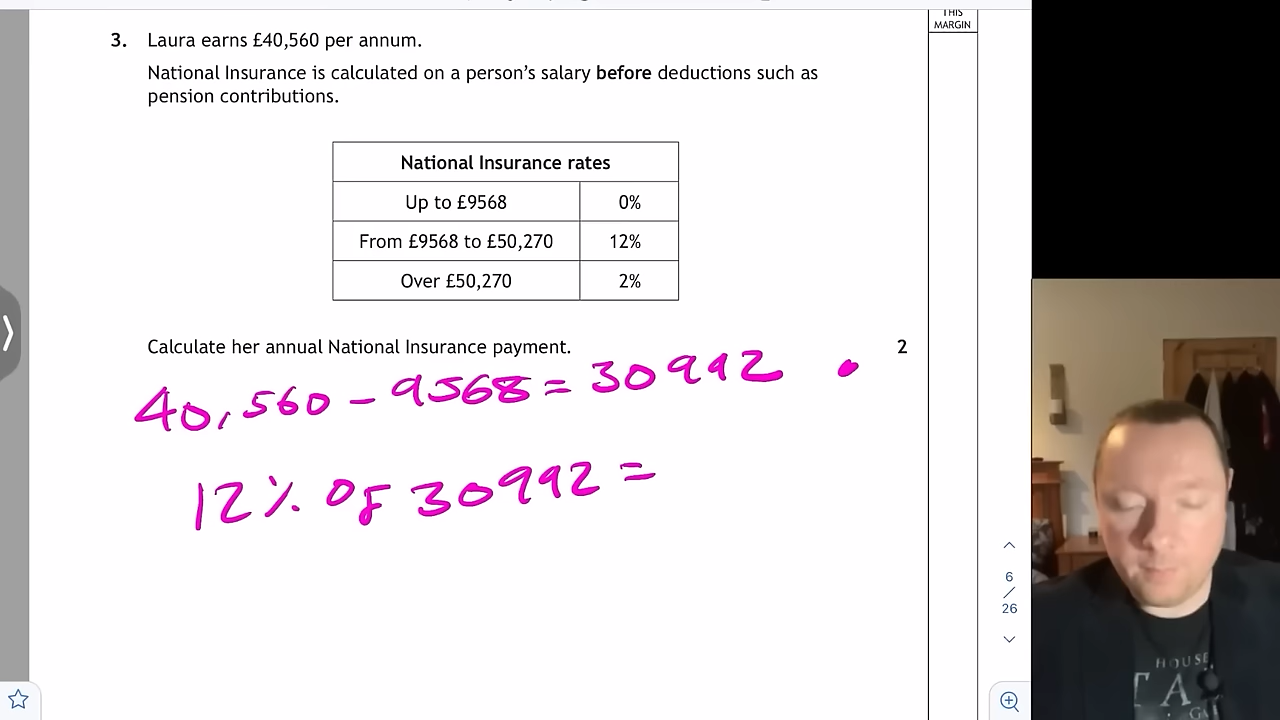 THIS
MARGIN
3. Laura earns £40,560 per annum.
National Insurance is calculated on a person's salary before deductions such as
pension contributions.
National Insurance rates
Up to £9568 0%
From £9568 to £50,270 12%
Over £50,270 2%
Calculate her annual National Insurance payment. 2
40,560 - 9568 = 30992
12% of 30992 =
6
/
26
HOUSE